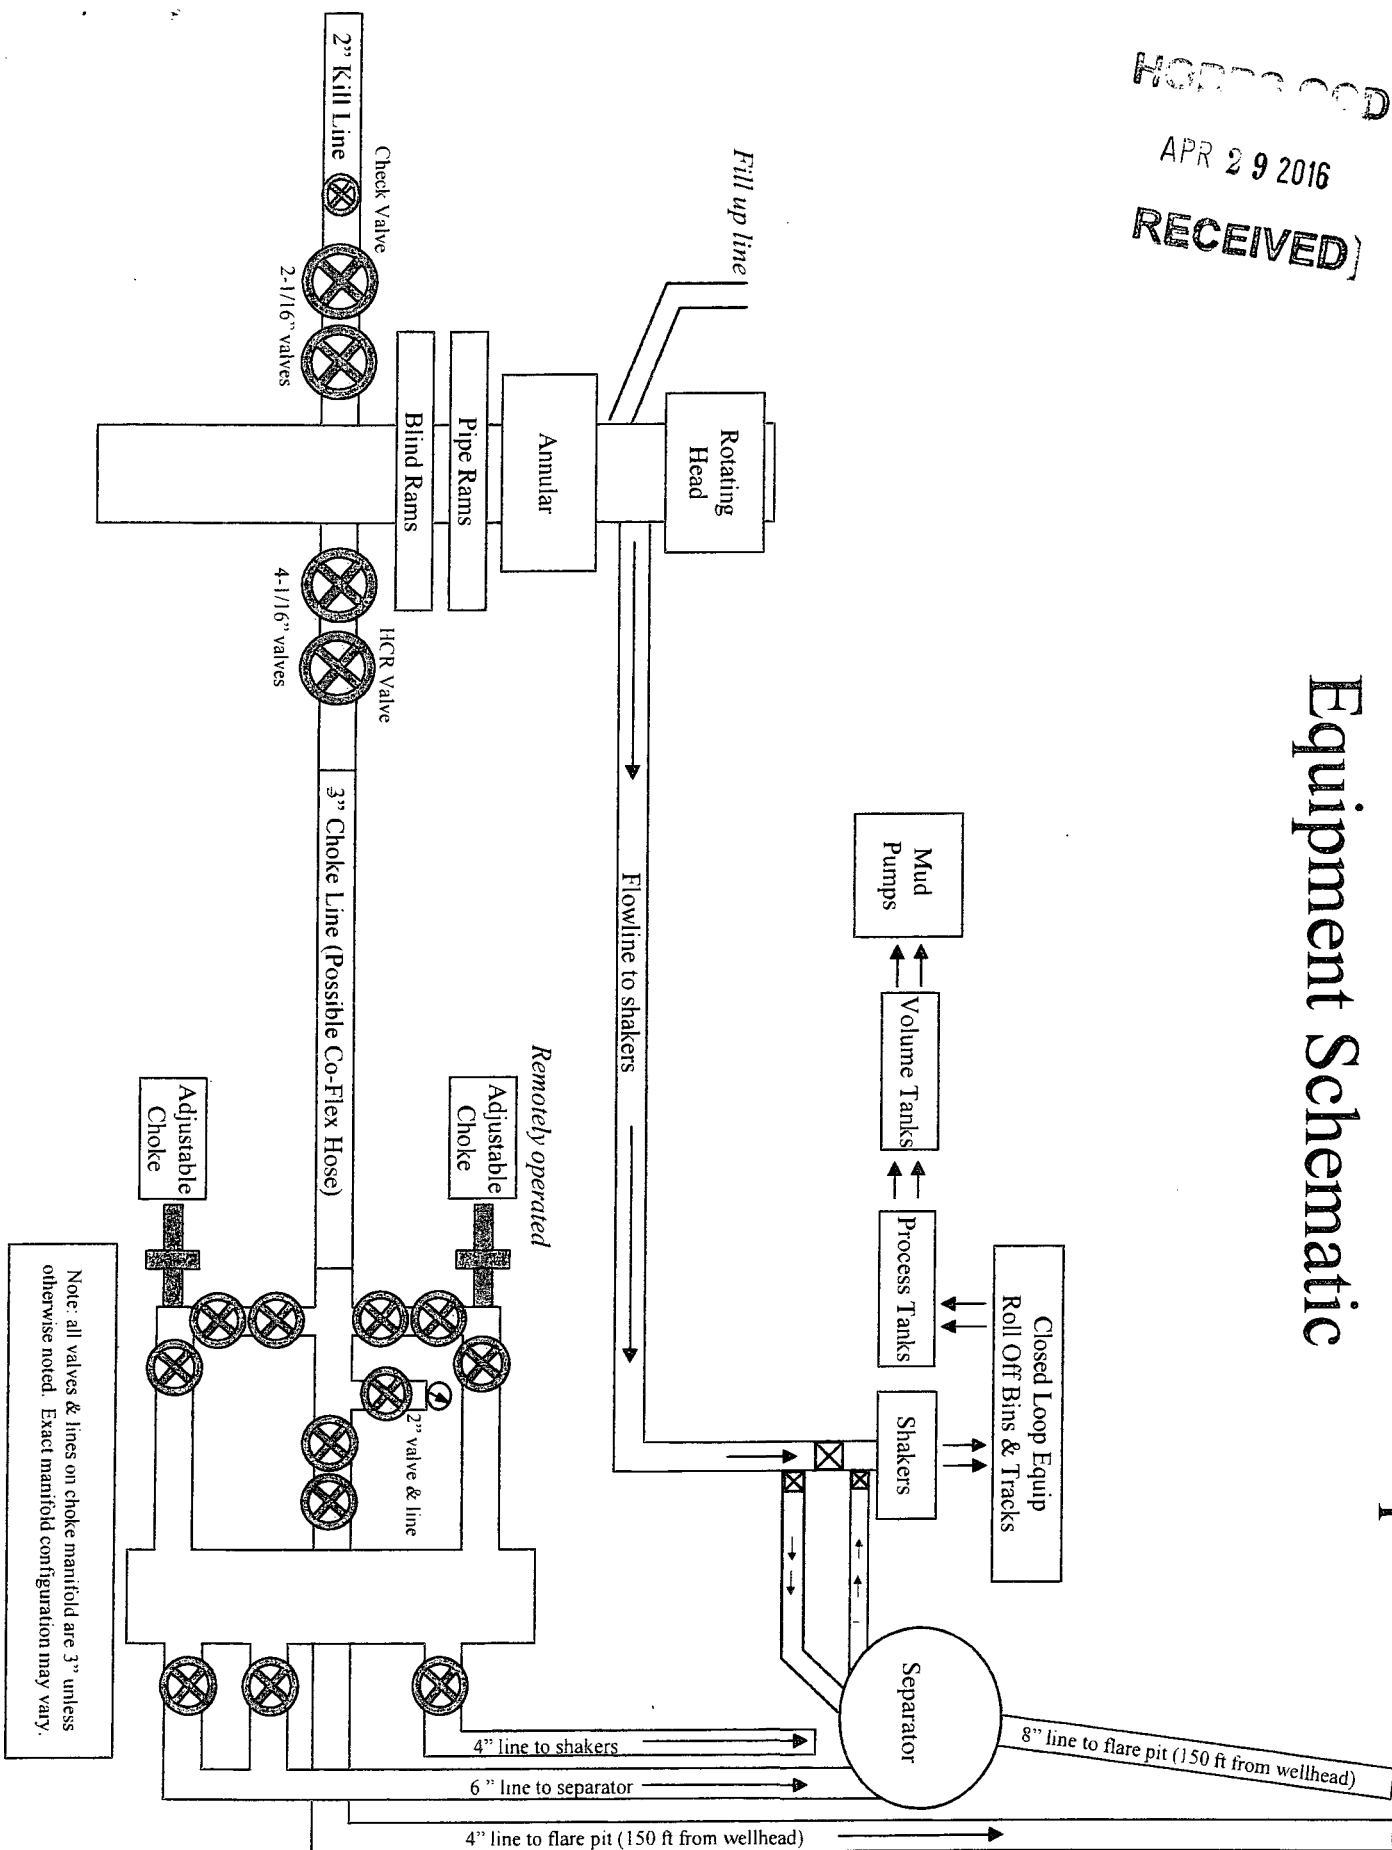 APR 29 2016
RECEIVED
Equipment Schematic
Fill up line
Rotating
Head
Annular
Pipe Rams
Blind Rams
2” Kill Line
Check Valve
2-1/16” valves
HCR Valve
4-1/16” valves
3” Choke Line (Possible Co-Flex Hose)
Flowline to shakers
Mud
Pumps
Volume Tanks
Process Tanks
Closed Loop Equip
Roll Off Bins & Tracks
Shakers
Separator
Remotely operated
Adjustable
Choke
Adjustable
Choke
2” valve & line
8” line to flare pit (150 ft from wellhead)
4” line to shakers
6 ” line to separator
4” line to flare pit (150 ft from wellhead)
Note: all valves & lines on choke manifold are 3” unless
otherwise noted. Exact manifold configuration may vary.